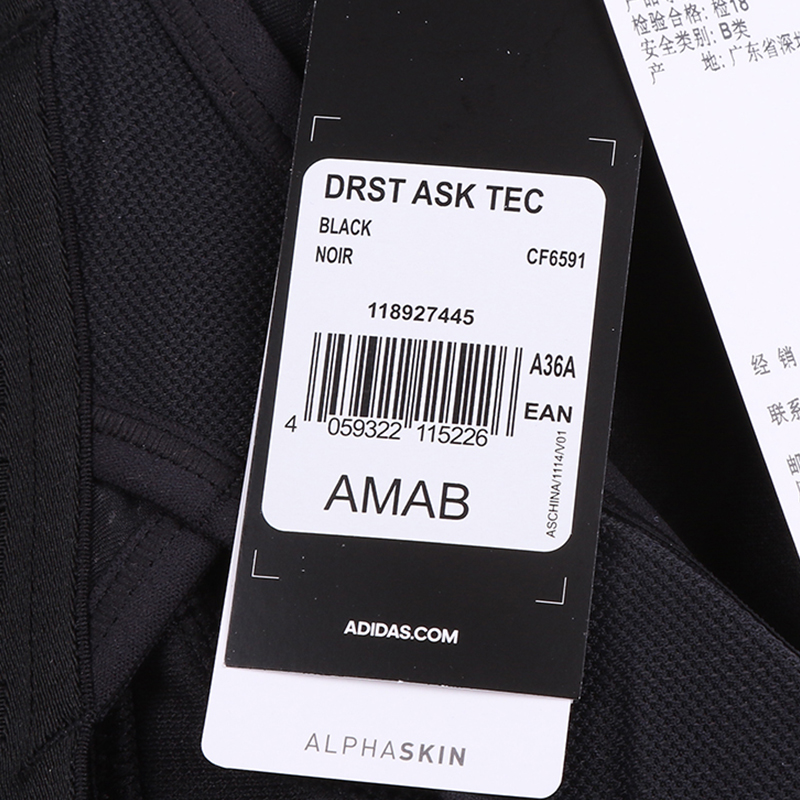 检验合格: 检18
安全类别: B类
产 地: 广东省深圳
DRST ASK TEC
BLACK
NOIR
CF6591
118927445
A36A
EAN
4 059322 115226
ASCHINA/1114/V01
AMAB
经 销
联系
邮
ADIDAS.COM
ALPHASKIN